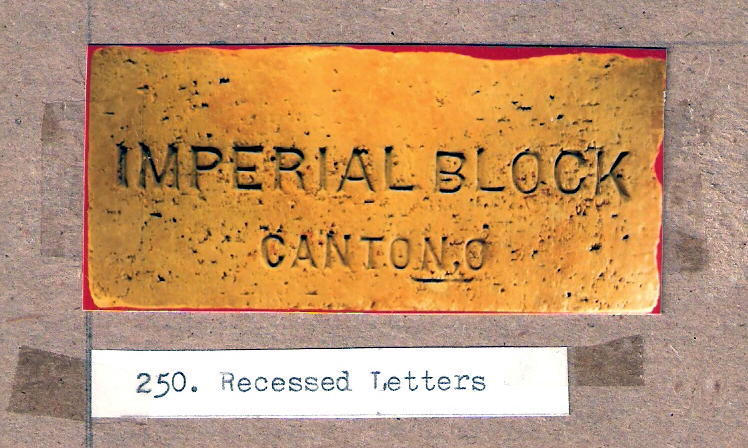 IMPERIAL BLOCK
CANTON,O
250. Recessed Letters